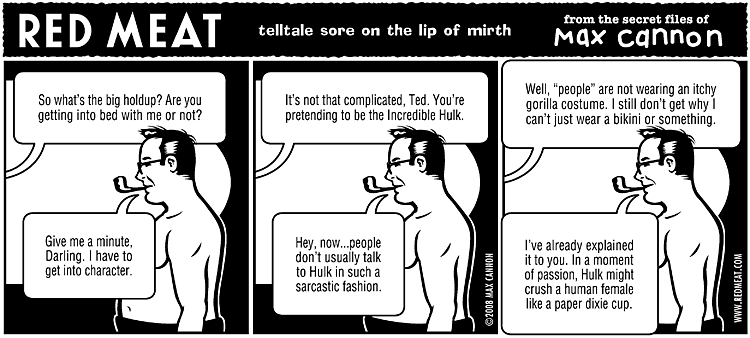 RED MEAT
telltale sore on the lip of mirth
from the secret files of
Max cannon
So what's the big holdup? Are you
getting into bed with me or not?
Give me a minute,
Darling. I have to
get into character.
It's not that complicated, Ted. You're
pretending to be the Incredible Hulk.
Hey, now...people
don't usually talk
to Hulk in such a
sarcastic fashion.
©2008 MAX CANNON
Well, "people" are not wearing an itchy
gorilla costume. I still don't get why I
can't just wear a bikini or something.
I've already explained
it to you. In a moment
of passion, Hulk might
crush a human female
like a paper dixie cup.
WWW.REDMEAT.COM